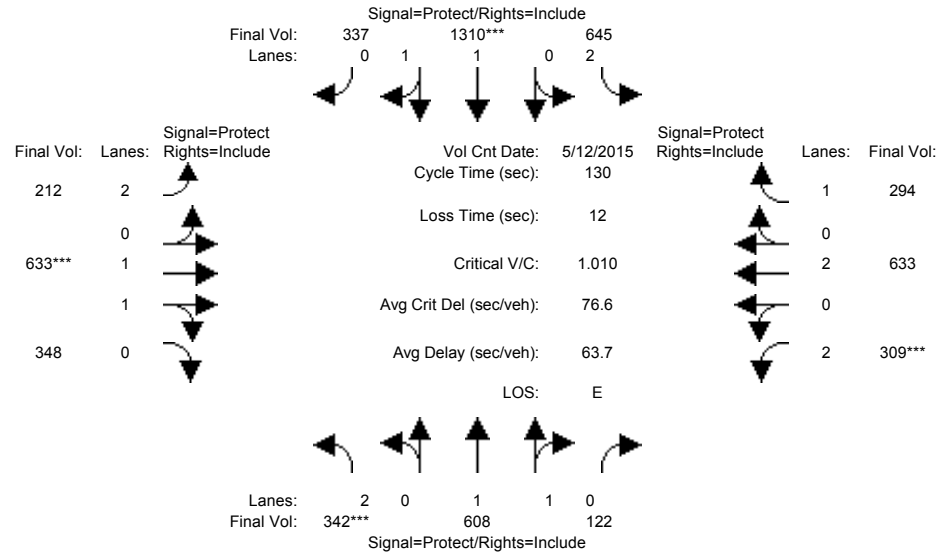 Signal=Protect/Rights=Include
Final Vol: 337 1310*** 645
Lanes: 0 1 1 0 2
Signal=Protect Signal=Protect
Final Vol: Lanes: Rights=Include Vol Cnt Date: 5/12/2015 Rights=Include Lanes: Final Vol:
Cycle Time (sec): 130
212 2 1 294
Loss Time (sec): 12
0 0
633*** 1 Critical V/C: 1.010 2 633
1 Avg Crit Del (sec/veh): 76.6 0
348 0 Avg Delay (sec/veh): 63.7 2 309***
LOS: E
Lanes: 2 0 1 1 0
Final Vol: 342*** 608 122
Signal=Protect/Rights=Include